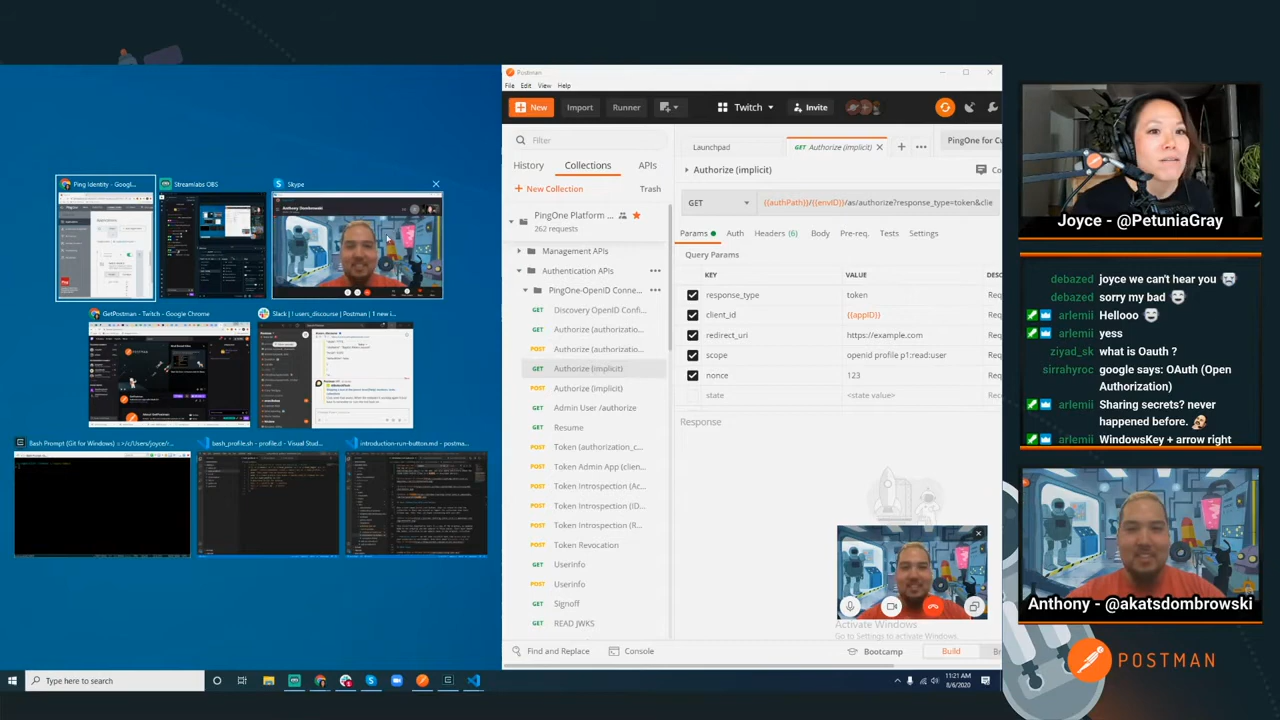 Postman
File Edit View Help
New Import Runner Twitch Invite
Filter
History Collections APIs
New Collection Trash
PingOne Platform ...
262 requests
Management APIs
Authentication APIs
PingOne-OpenID Conne...
GET Discovery OpenID Confi...
GET Authorize (authorizatio...
POST Authorize (authorizatio...
GET Authorize (implicit)
POST Authorize (implicit)
GET Admin User /authorize
GET Resume
POST Token (authorization_c...
POST Token Admin App (clien...
POST Token Introspection (Ac...
POST Token Introspection (ID...
POST Token Introspection (R...
POST Token Revocation
GET Userinfo
POST Userinfo
GET Signoff
GET READ JWKS
Find and Replace Console
Launchpad GET Authorize (implicit) PingOne for Cu
Authorize (implicit) Co
GET {{authPath}}/{{envID}}/as/authorize?response_type=token&clie
Params Auth Headers (6) Body Pre-req. Tests Settings
Query Params
KEY VALUE DES
response_type token Req
client_id {{appID}} Req
redirect_uri https://example.com Req
scope openid profile p1:read:user Req
nonce 123 Req
state <state value> Rec
Response
Activate Windows
Go to Settings to activate Windows.
Bootcamp Build Br
Ping Identity - Googl...
Streamlabs OBS
Skype
GetPostman - Twitch - Google Chrome
Slack | ! users_discourse | Postman | 1 new i...
Bash Prompt (Git for Windows) :>/c/Users/joyce/r...
bash_profile.sh - profile.d - Visual Stud...
introduction-run-button.md - postma...
Type here to search
11:21 AM
8/6/2020
Joyce - @PetuniaGray
debazed joyce we can't hear you
debazed sorry my bad
arlemii Hellooo
arlemii yess
ziyad_sk what is oauth ?
sirrahyroc google says: OAuth (Open
Authorization)
arlemii Sharing secrets? never
happened before.
arlemii WindowsKey + arrow right
Anthony - @akatsdombrowski
POSTMAN